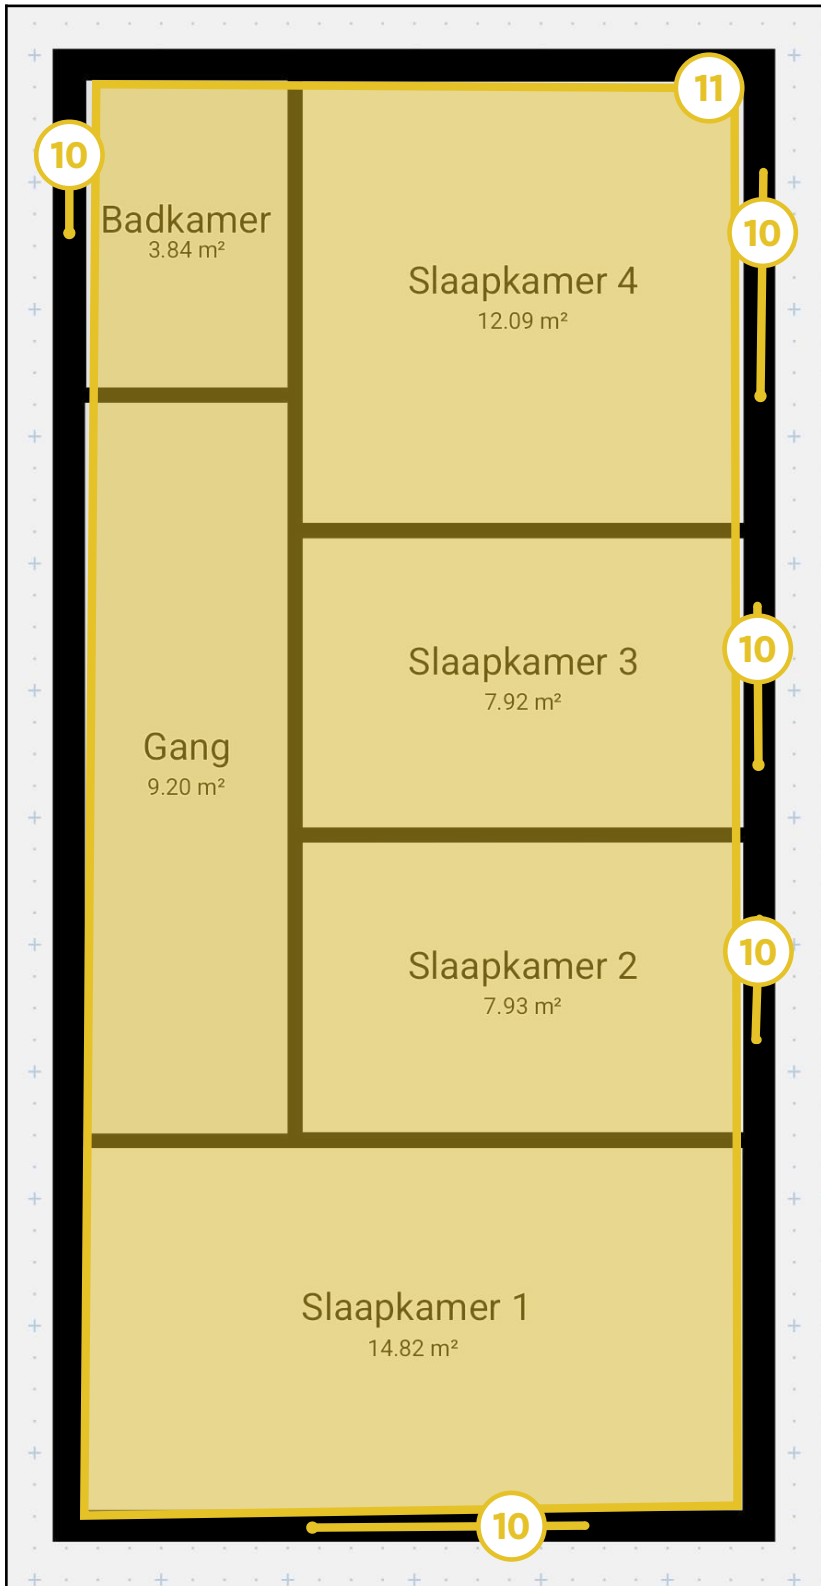 11
10
Badkamer
3.84 m²
10
Slaapkamer 4
12.09 m²
Slaapkamer 3
7.92 m²
10
Gang
9.20 m²
Slaapkamer 2
7.93 m²
10
Slaapkamer 1
14.82 m²
10